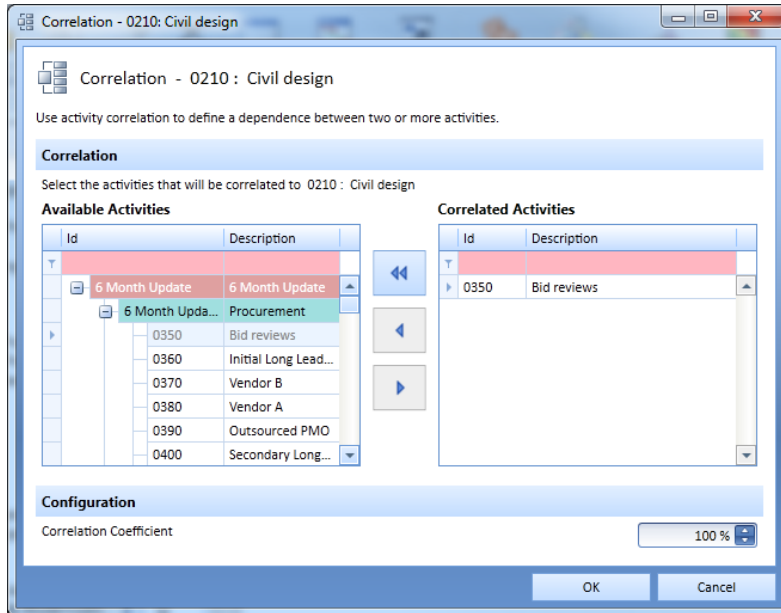 Correlation - 0210: Civil design
Correlation - 0210 : Civil design
Use activity correlation to define a dependence between two or more activities.
Correlation
Select the activities that will be correlated to 0210 : Civil design
Available Activities
Correlated Activities
Id Description
Id Description
6 Month Update 6 Month Update
6 Month Upda... Procurement
0350 Bid reviews
0360 Initial Long Lead...
0370 Vendor B
0380 Vendor A
0390 Outsourced PMO
0400 Secondary Long...
0350 Bid reviews
Configuration
Correlation Coefficient
100 %
OK
Cancel